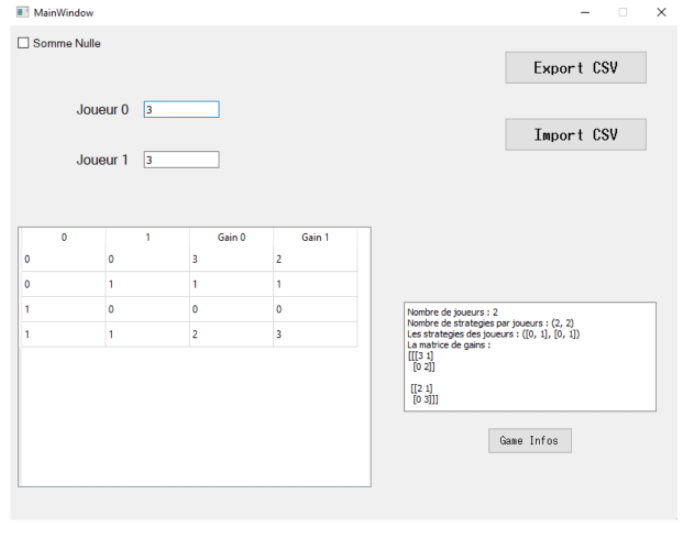 MainWindow
Somme Nulle
Export CSV
Joueur 0 3
Import CSV
Joueur 1 3
0 1 Gain 0 Gain 1
0 0 3 2
0 1 1 1
1 0 0 0
1 1 2 3
Nombre de joueurs : 2
Nombre de strategies par joueurs : (2, 2)
Les strategies des joueurs : ([0, 1], [0, 1])
La matrice de gains :
[[[3 1]
[0 2]]
[[2 1]
[0 3]]]
Game Infos